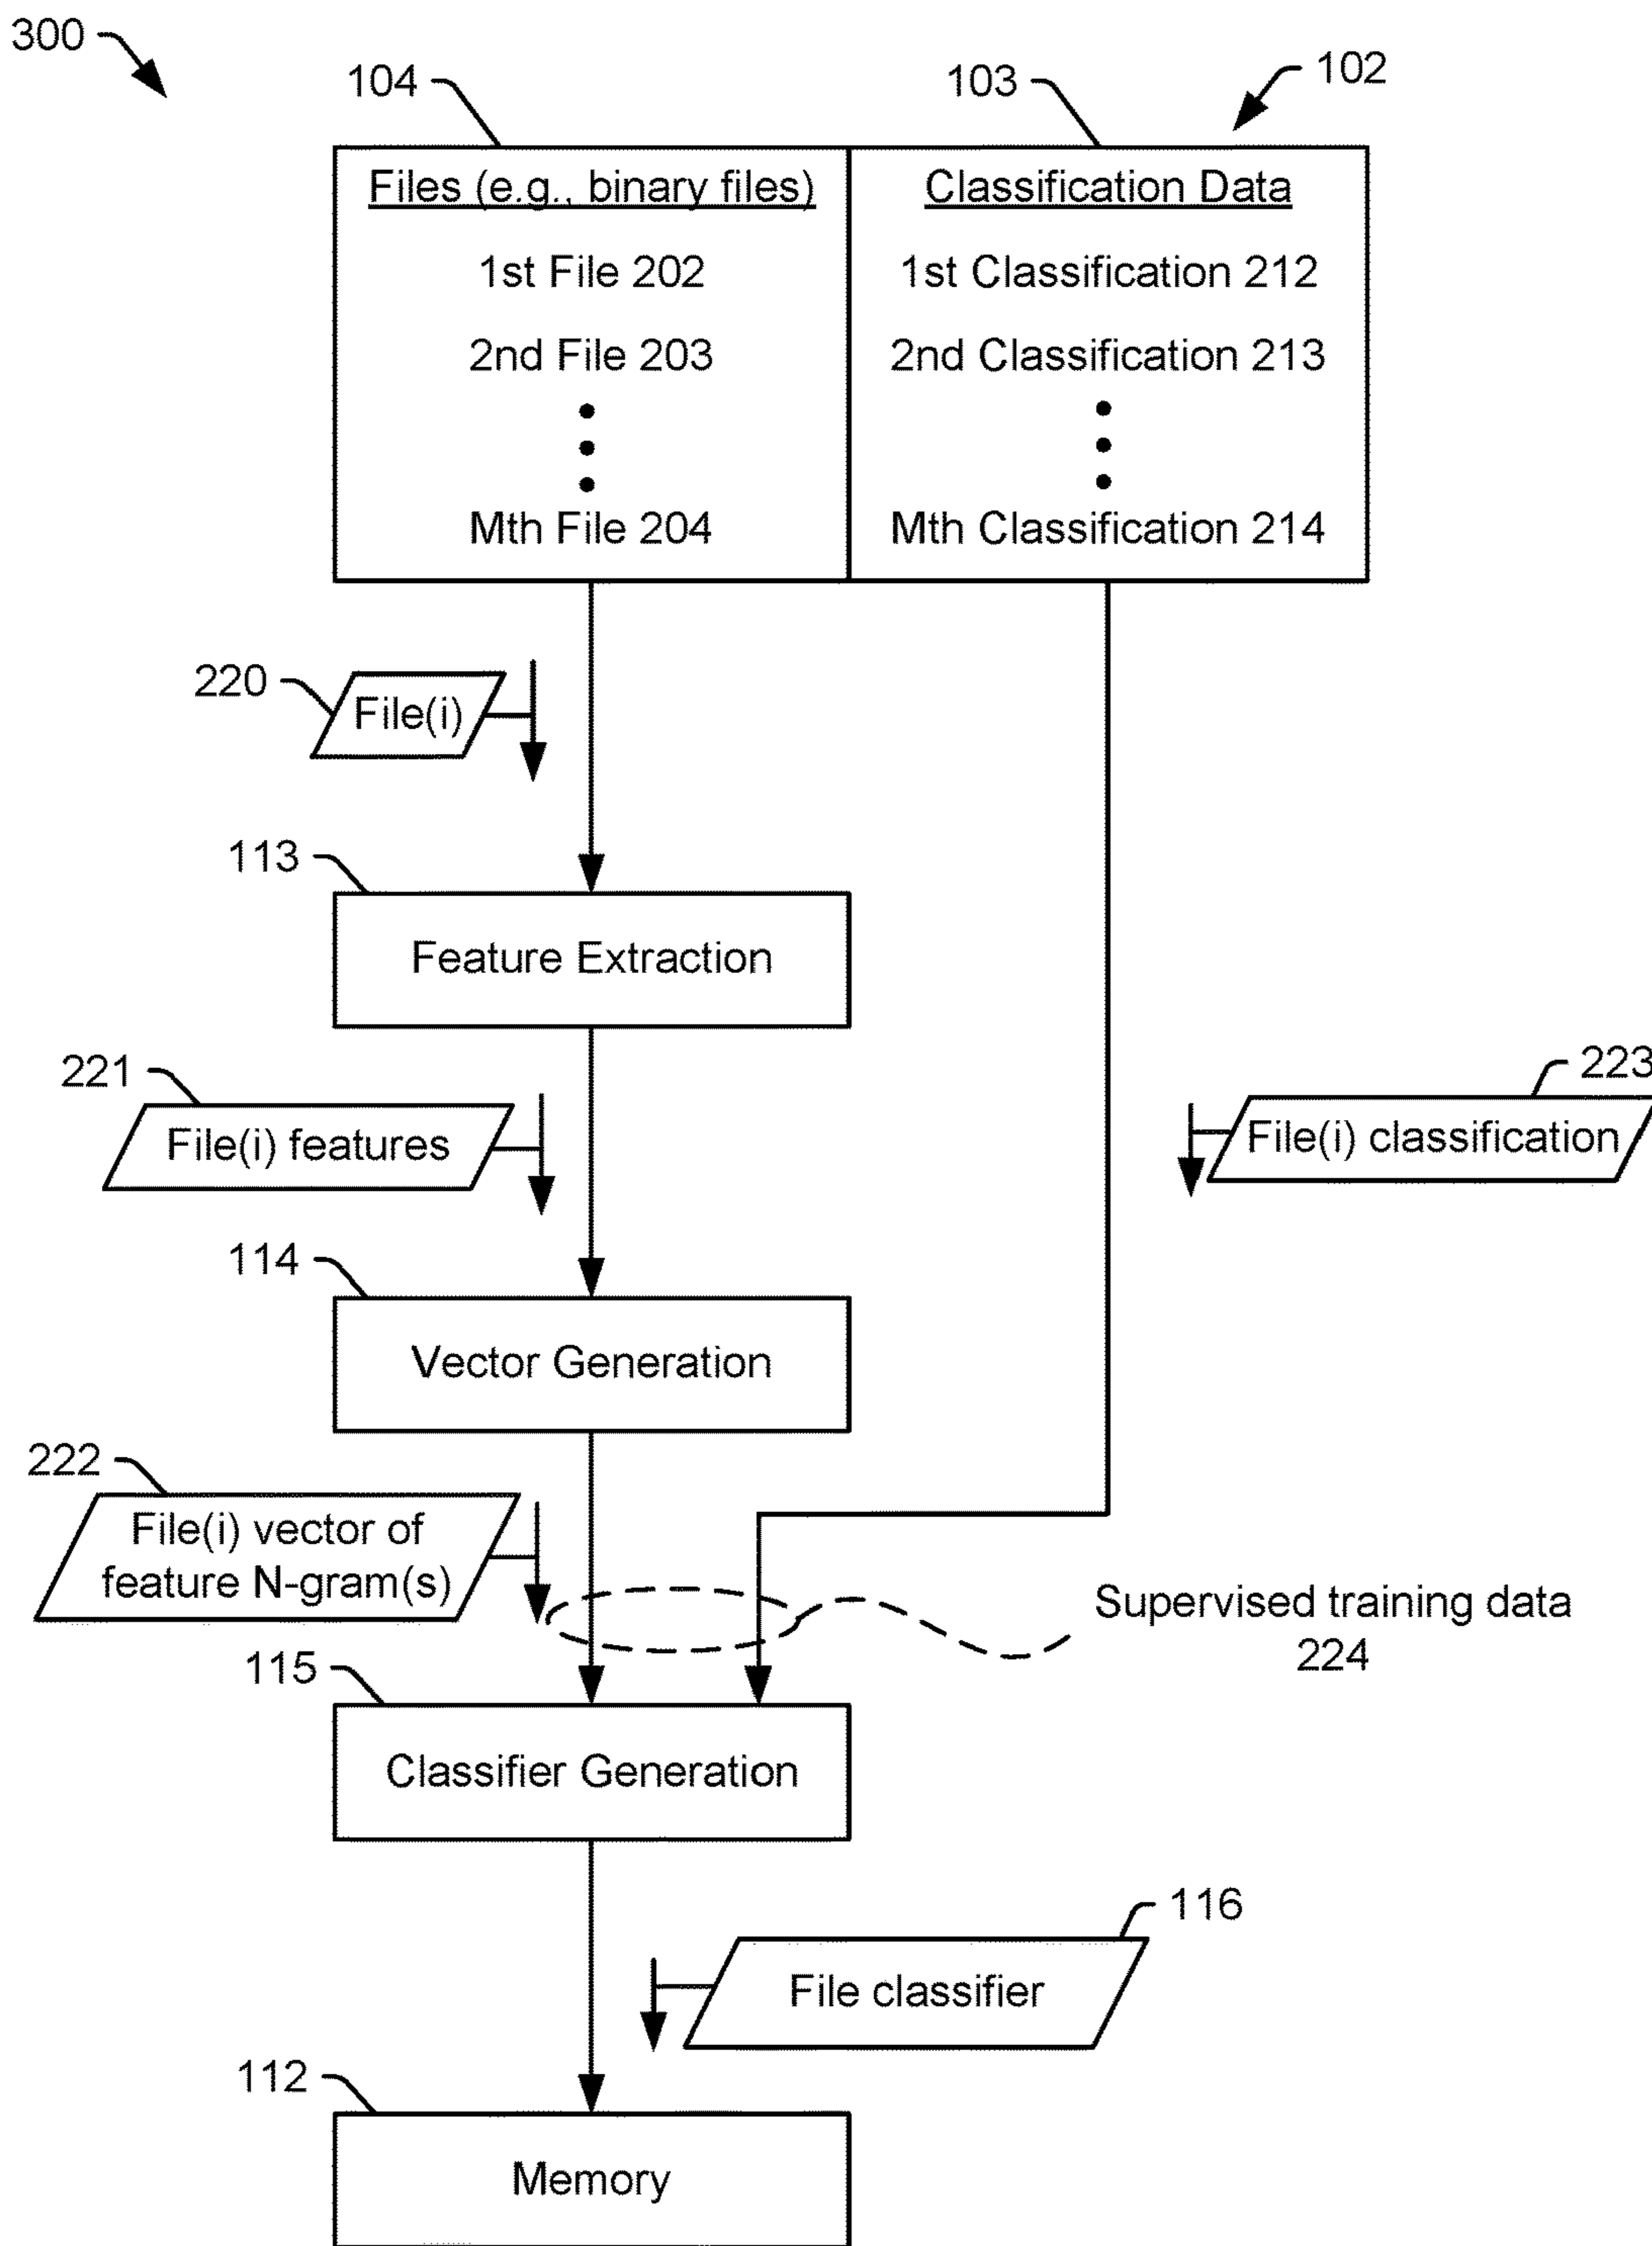 300
104
103
102
Files (e.g., binary files)
Classification Data
1st File 202
1st Classification 212
2nd File 203
2nd Classification 213
Mth File 204
Mth Classification 214
220
File(i)
113
Feature Extraction
221
File(i) features
223
File(i) classification
114
Vector Generation
222
File(i) vector of
feature N-gram(s)
Supervised training data
224
115
Classifier Generation
116
File classifier
112
Memory